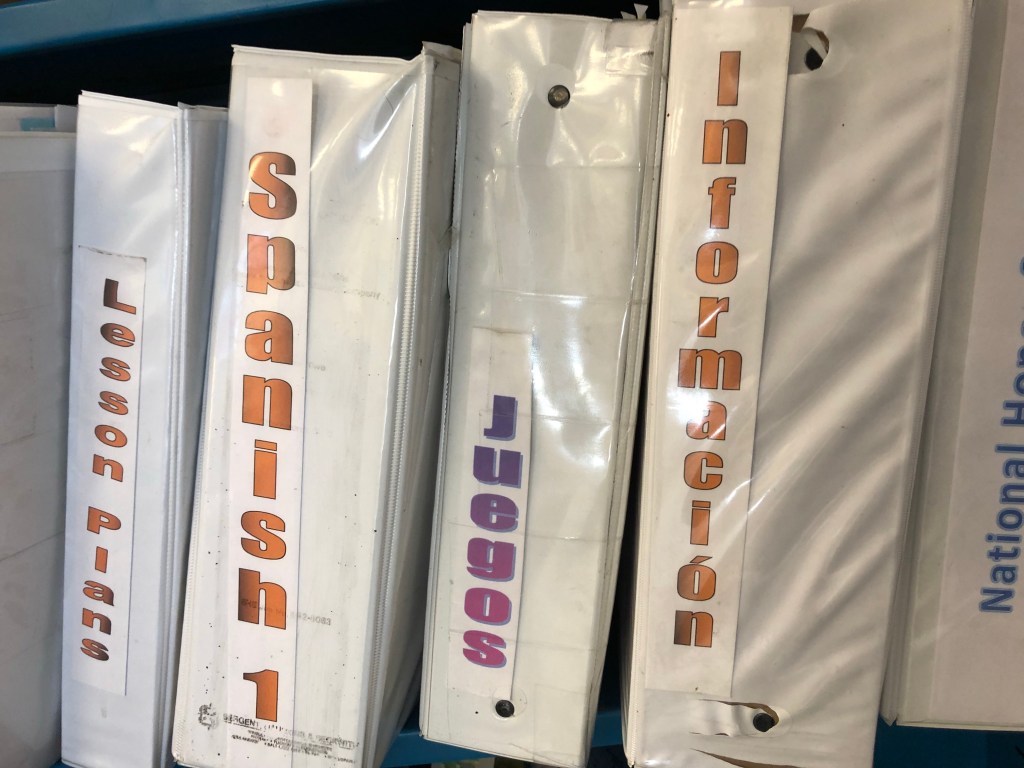 Lesson Plans
Spanish 1
Juegos
Información
National